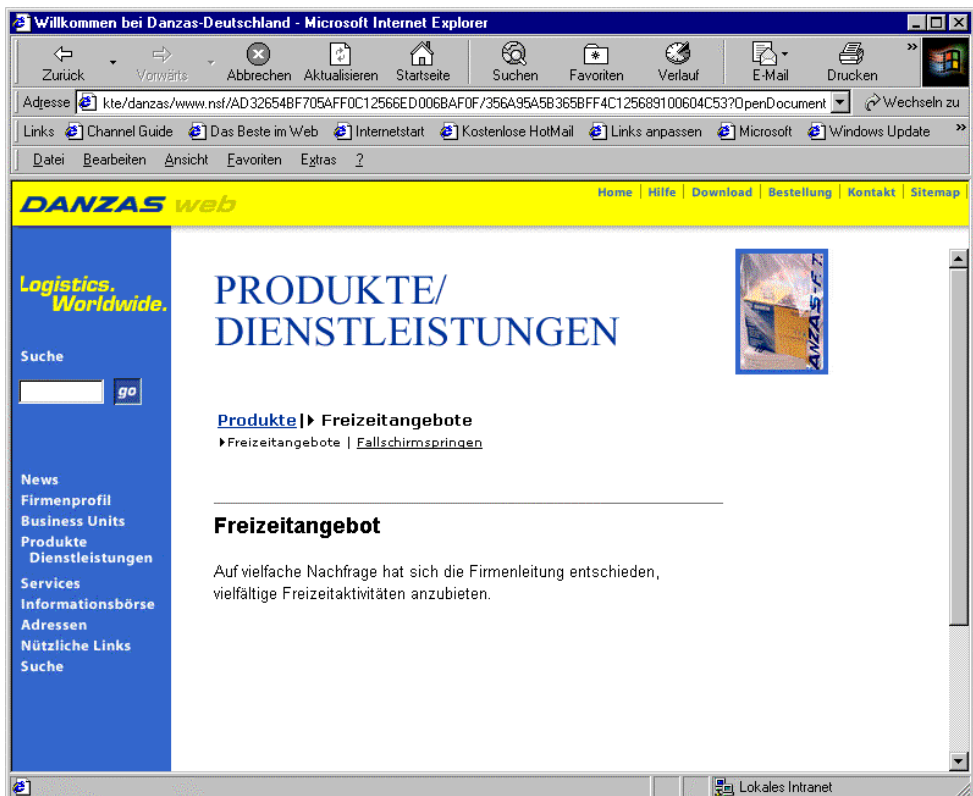 Willkommen bei Danzas-Deutschland - Microsoft Internet Explorer
Zurück Vorwärts Abbrechen Aktualisieren Startseite Suchen Favoriten Verlauf E-Mail Drucken »
Adresse kte/danzas/www.nsf/AD32654BF705AFF0C12566ED006BAF0F/356A95A5B365BFF4C125689100604C53?OpenDocument Wechseln zu
Links Channel Guide Das Beste im Web Internetstart Kostenlose HotMail Links anpassen Microsoft Windows Update »
Datei Bearbeiten Ansicht Favoriten Extras ?
DANZAS web
Home | Hilfe | Download | Bestellung | Kontakt | Sitemap |
Logistics.
Worldwide.
Suche
go
News
Firmenprofil
Business Units
Produkte
Dienstleistungen
Services
Informationsbörse
Adressen
Nützliche Links
Suche
PRODUKTE/
DIENSTLEISTUNGEN
ANZAS-F.T.
Produkte | Freizeitangebote
Freizeitangebote | Fallschirmspringen
Freizeitangebot
Auf vielfache Nachfrage hat sich die Firmenleitung entschieden,
vielfältige Freizeitaktivitäten anzubieten.
Lokales Intranet